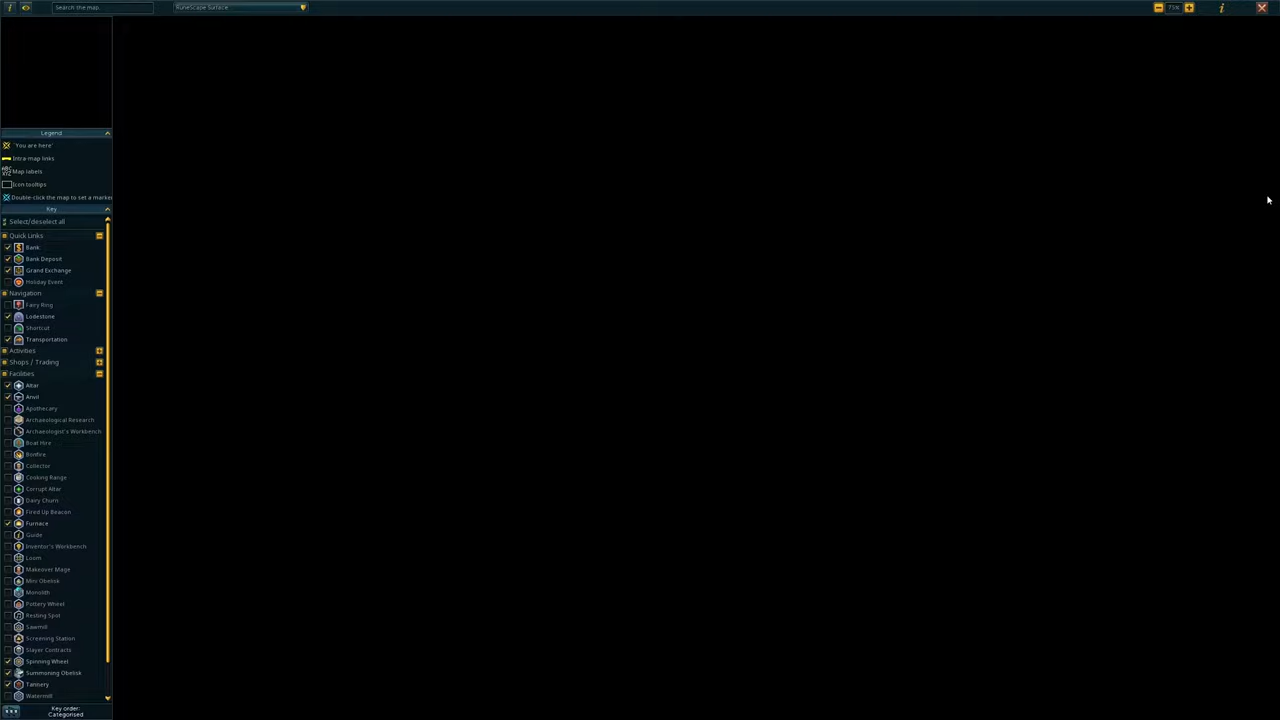 Search the map.
RuneScape Surface
75%
Legend
'You are here'
Intra-map links
ABC
XYZ
Map labels
Icon tooltips
Double-click the map to set a marker
Key
Select/deselect all
Quick Links
Bank
Bank Deposit
Grand Exchange
Holiday Event
Navigation
Fairy Ring
Lodestone
Shortcut
Transportation
Activities
Shops / Trading
Facilities
Altar
Anvil
Apothecary
Archaeological Research
Archaeologist's Workbench
Boat Hire
Bonfire
Collector
Cooking Range
Corrupt Altar
Dairy Churn
Fired Up Beacon
Furnace
Guide
Inventor's Workbench
Loom
Makeover Mage
Mini Obelisk
Monolith
Pottery Wheel
Resting Spot
Sawmill
Screening Station
Slayer Contracts
Spinning Wheel
Summoning Obelisk
Tannery
Watermill
Key order:
Categorised